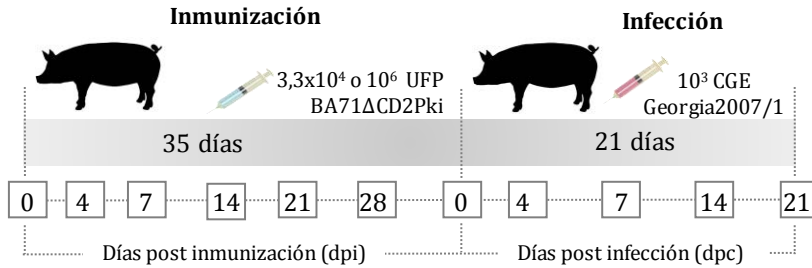 Inmunización
Infección
3,3x10⁴ o 10⁶ UFP
BA71ΔCD2Pki
10³ CGE
Georgia2007/1
35 días
21 días
0 4 7 14 21 28 0 4 7 14 21
Días post inmunización (dpi)
Días post infección (dpc)